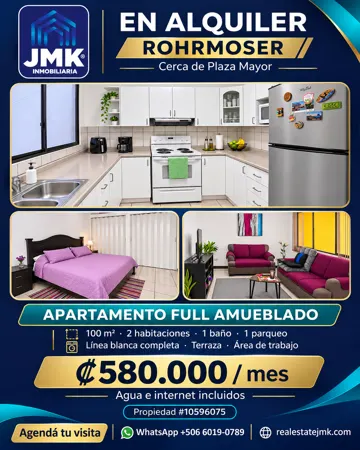 JMK
INMOBILIARIA
EN ALQUILER
ROHRMOSER
Cerca de Plaza Mayor
APARTAMENTO FULL AMUEBLADO
100 m² · 2 habitaciones · 1 baño · 1 parqueo
Línea blanca completa · Terraza · Área de trabajo
₡580.000 / mes
Agua e internet incluidos
Propiedad #10596075
Agendá tu visita
WhatsApp +506 6019-0789
realestatejmk.com